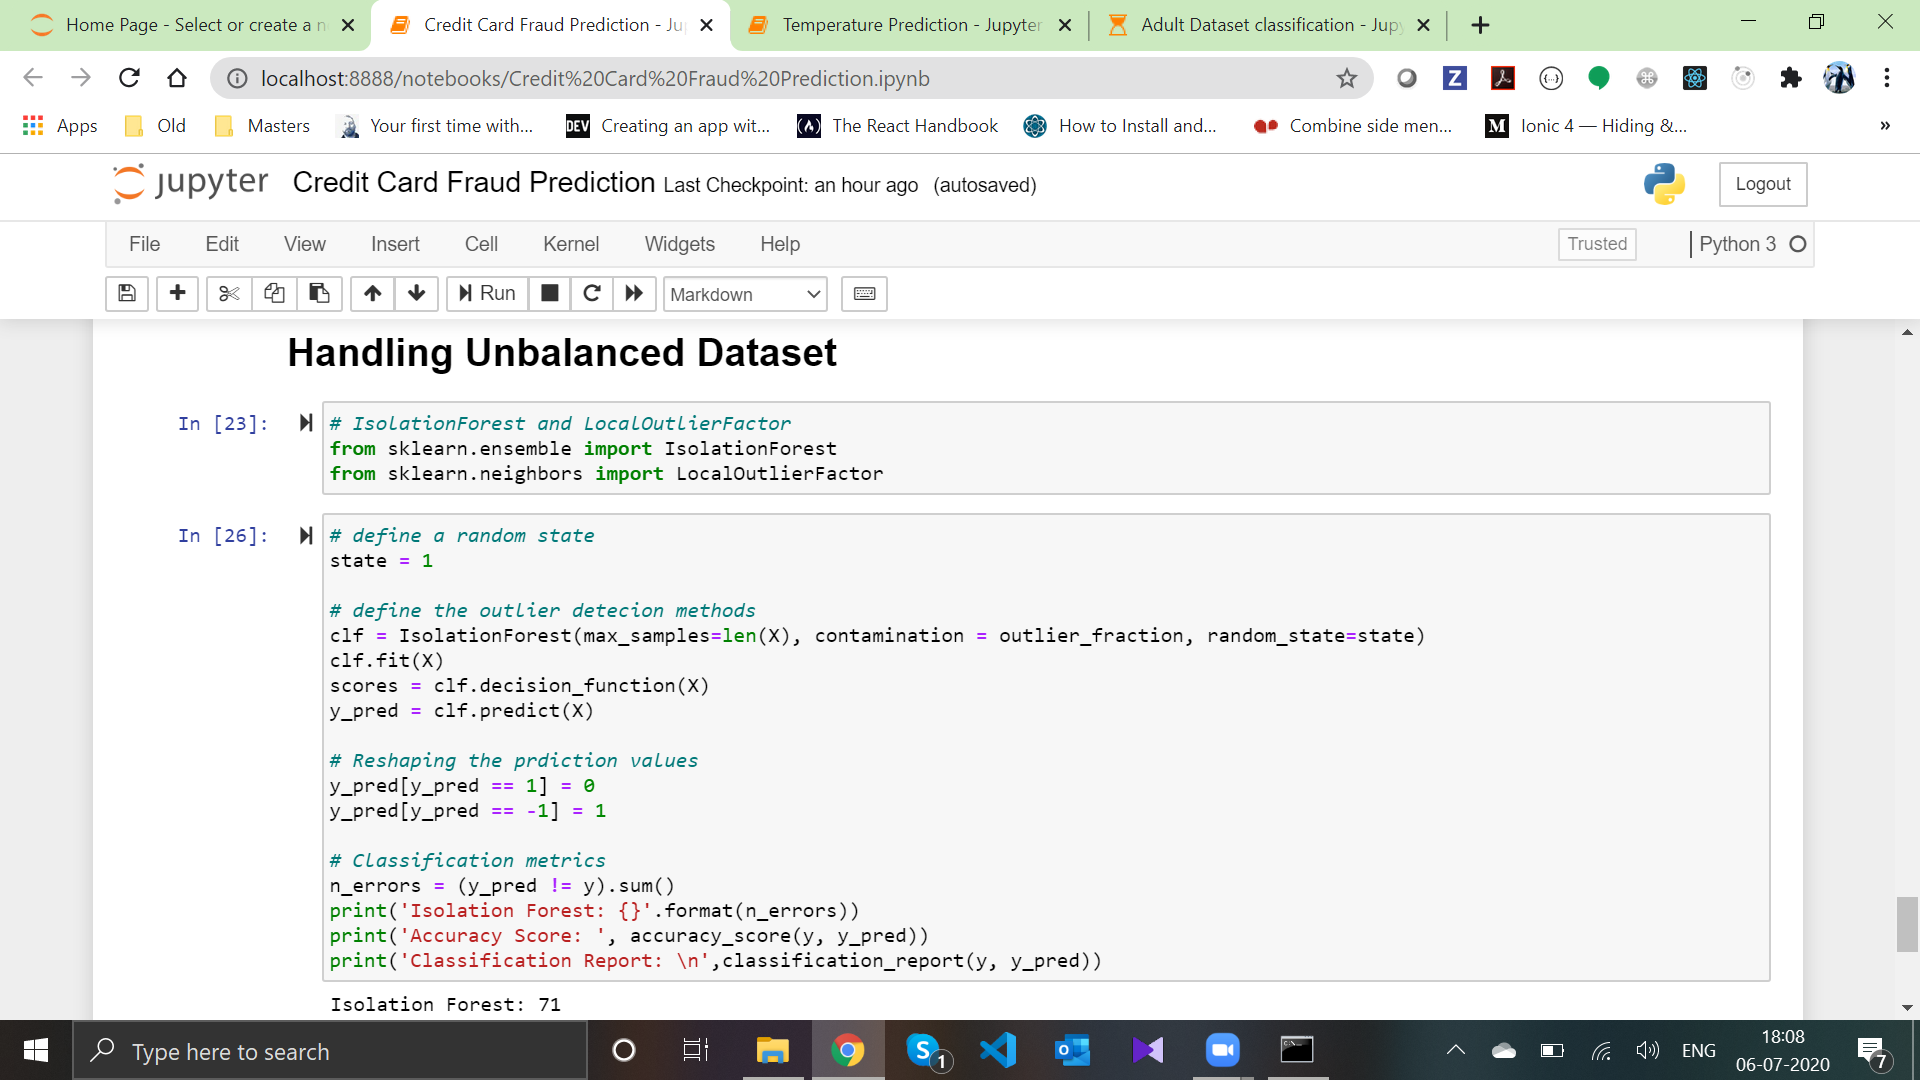 Home Page - Select or create a n
Credit Card Fraud Prediction - Ju
Temperature Prediction - Jupyter
Adult Dataset classification - Jup
localhost:8888/notebooks/Credit%20Card%20Fraud%20Prediction.ipynb
Apps
Old
Masters
Your first time with...
DEV
Creating an app wit...
The React Handbook
How to Install and...
Combine side men...
M
Ionic 4 — Hiding &...
»
jupyter
Credit Card Fraud Prediction Last Checkpoint: an hour ago (autosaved)
Logout
File Edit View Insert Cell Kernel Widgets Help
Trusted
Python 3
Run
Markdown
Handling Unbalanced Dataset
In [23]:
# IsolationForest and LocalOutlierFactor
from sklearn.ensemble import IsolationForest
from sklearn.neighbors import LocalOutlierFactor
In [26]:
# define a random state
state = 1
# define the outlier detecion methods
clf = IsolationForest(max_samples=len(X), contamination = outlier_fraction, random_state=state)
clf.fit(X)
scores = clf.decision_function(X)
y_pred = clf.predict(X)
# Reshaping the prdiction values
y_pred[y_pred == 1] = 0
y_pred[y_pred == -1] = 1
# Classification metrics
n_errors = (y_pred != y).sum()
print('Isolation Forest: {}'.format(n_errors))
print('Accuracy Score: ', accuracy_score(y, y_pred))
print('Classification Report: \n',classification_report(y, y_pred))
Isolation Forest: 71
Type here to search
S
1
ENG
18:08
06-07-2020
7